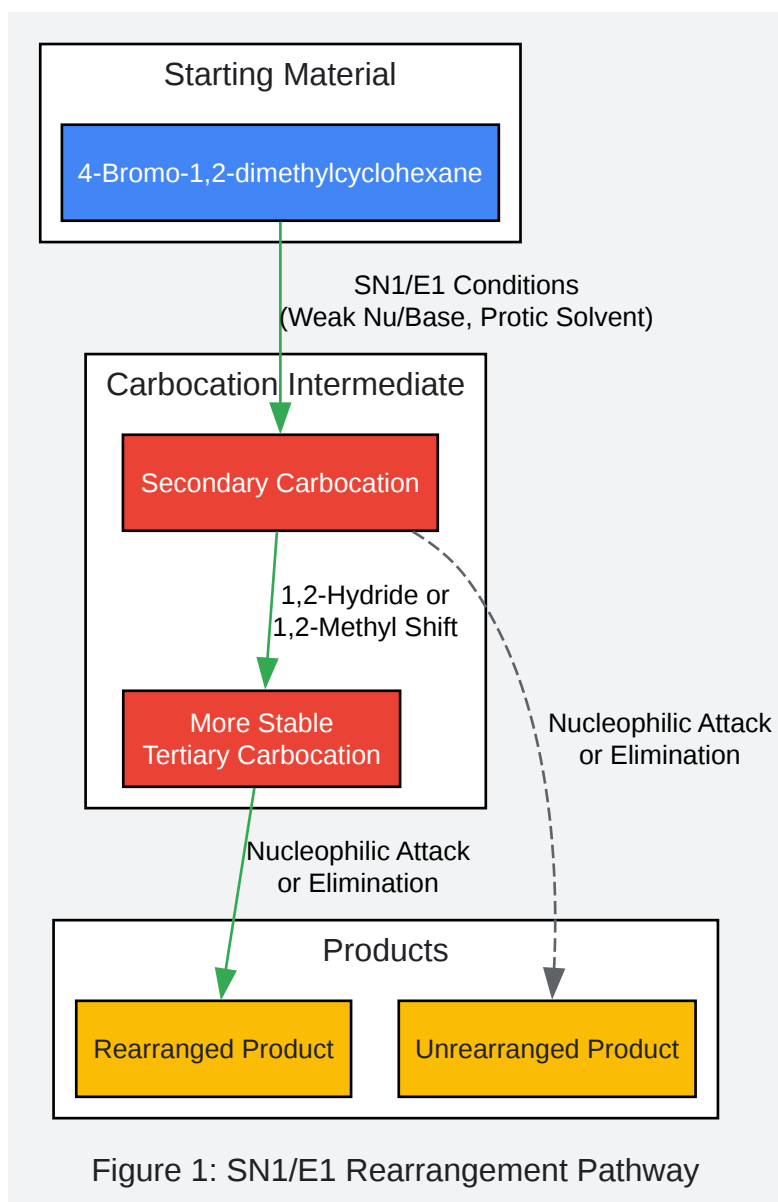 Starting Material
4-Bromo-1,2-dimethylcyclohexane
SN1/E1 Conditions
(Weak Nu/Base, Protic Solvent)
Carbocation Intermediate
Secondary Carbocation
1,2-Hydride or
1,2-Methyl Shift
More Stable
Tertiary Carbocation
Nucleophilic Attack
or Elimination
Nucleophilic Attack
or Elimination
Products
Rearranged Product
Unrearranged Product
Figure 1: SN1/E1 Rearrangement Pathway